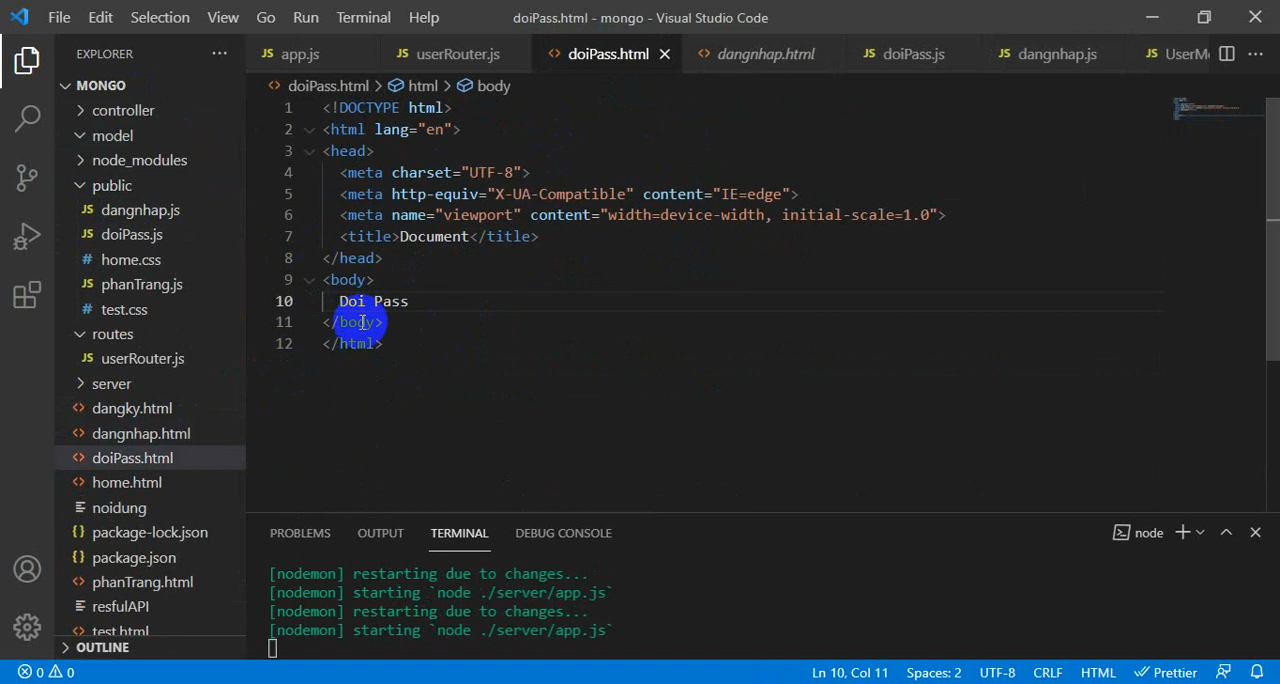 File Edit Selection View Go Run Terminal Help doiPass.html - mongo - Visual Studio Code
EXPLORER ···
app.js userRouter.js doiPass.html dangnhap.html doiPass.js dangnhap.js UserM
MONGO
controller
model
node_modules
public
dangnhap.js
doiPass.js
home.css
phanTrang.js
test.css
routes
userRouter.js
server
dangky.html
dangnhap.html
doiPass.html
home.html
noidung
package-lock.json
package.json
phanTrang.html
resfulAPI
test.html
OUTLINE
doiPass.html > html > body
1 <!DOCTYPE html>
2 <html lang="en">
3 <head>
4 <meta charset="UTF-8">
5 <meta http-equiv="X-UA-Compatible" content="IE=edge">
6 <meta name="viewport" content="width=device-width, initial-scale=1.0">
7 <title>Document</title>
8 </head>
9 <body>
10 Doi Pass
11 </body>
12 </html>
PROBLEMS OUTPUT TERMINAL DEBUG CONSOLE node
[nodemon] restarting due to changes...
[nodemon] starting `node ./server/app.js`
[nodemon] restarting due to changes...
[nodemon] starting `node ./server/app.js`
0 0 Ln 10, Col 11 Spaces: 2 UTF-8 CRLF HTML Prettier